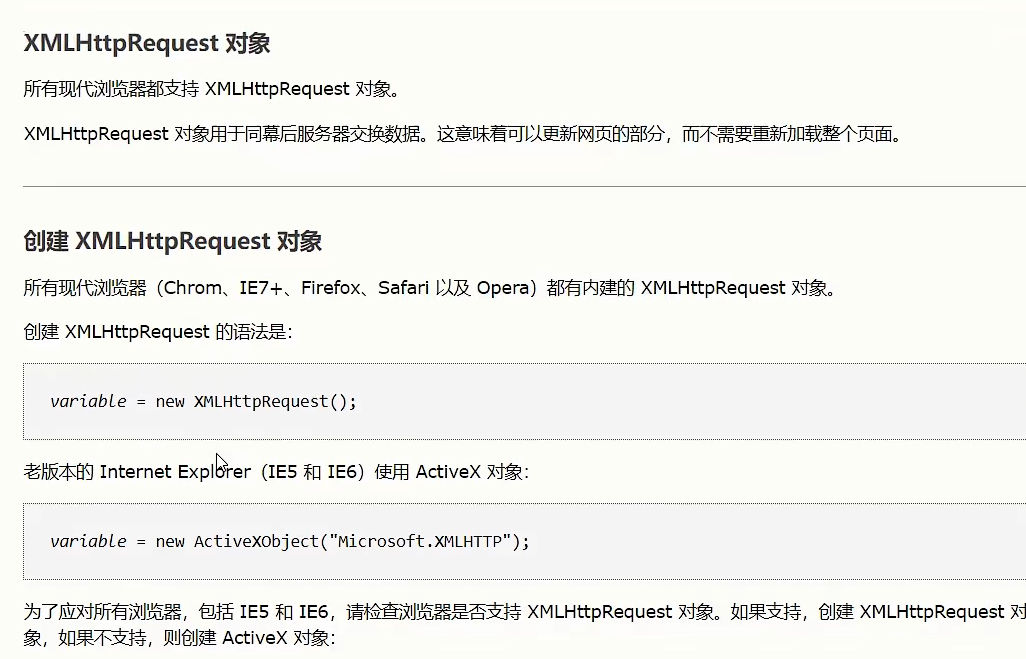 XMLHttpRequest 对象
所有现代浏览器都支持 XMLHttpRequest 对象。
XMLHttpRequest 对象用于同幕后服务器交换数据。这意味着可以更新网页的部分，而不需要重新加载整个页面。
创建 XMLHttpRequest 对象
所有现代浏览器（Chrom、IE7+、Firefox、Safari 以及 Opera）都有内建的 XMLHttpRequest 对象。
创建 XMLHttpRequest 的语法是：
variable = new XMLHttpRequest();
老版本的 Internet Explorer（IE5 和 IE6）使用 ActiveX 对象：
variable = new ActiveXObject("Microsoft.XMLHTTP");
为了应对所有浏览器，包括 IE5 和 IE6，请检查浏览器是否支持 XMLHttpRequest 对象。如果支持，创建 XMLHttpRequest 对
象，如果不支持，则创建 ActiveX 对象：